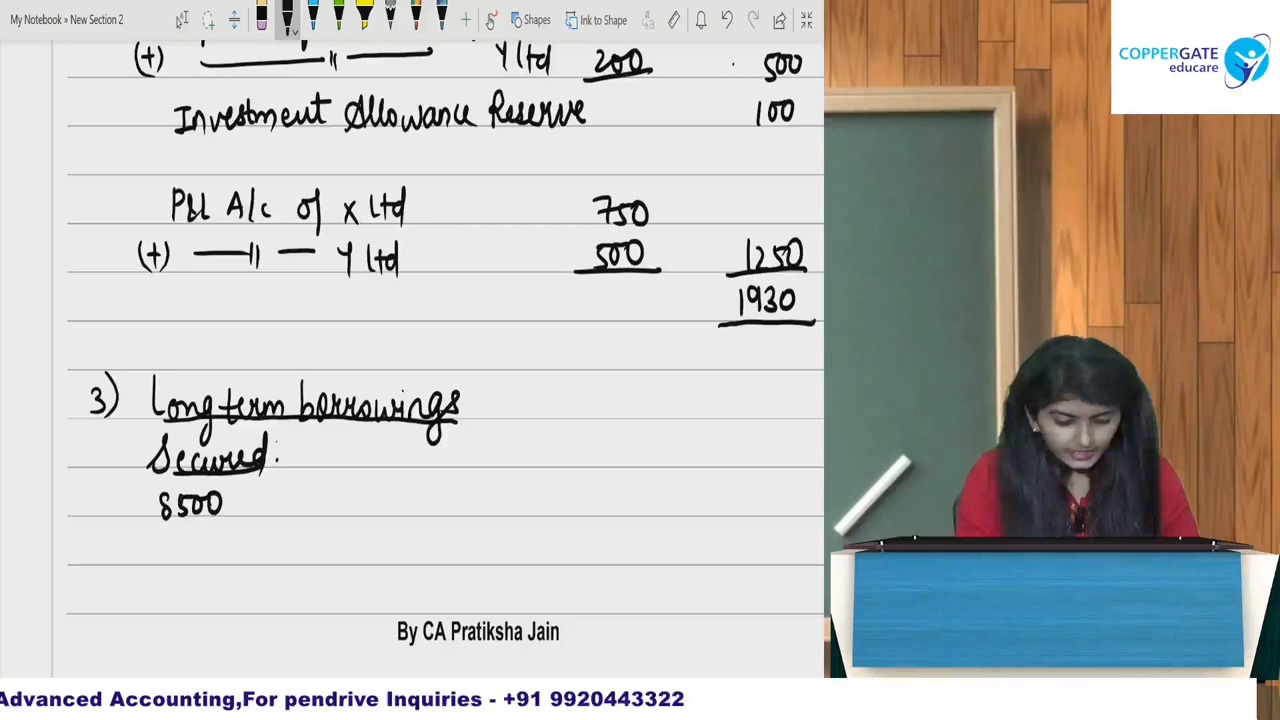 My Notebook » New Section 2
Shapes
Ink to Shape
COPPERGATE
educare
(+) —— 〃 —— Y Ltd 200 500
Investment Allowance Reserve 100
P&L A/c of X Ltd 750
(+) —〃— Y Ltd 500 1250
1930
3) Long term borrowings
Secured:
8500
By CA Pratiksha Jain
Advanced Accounting,For pendrive Inquiries - +91 9920443322